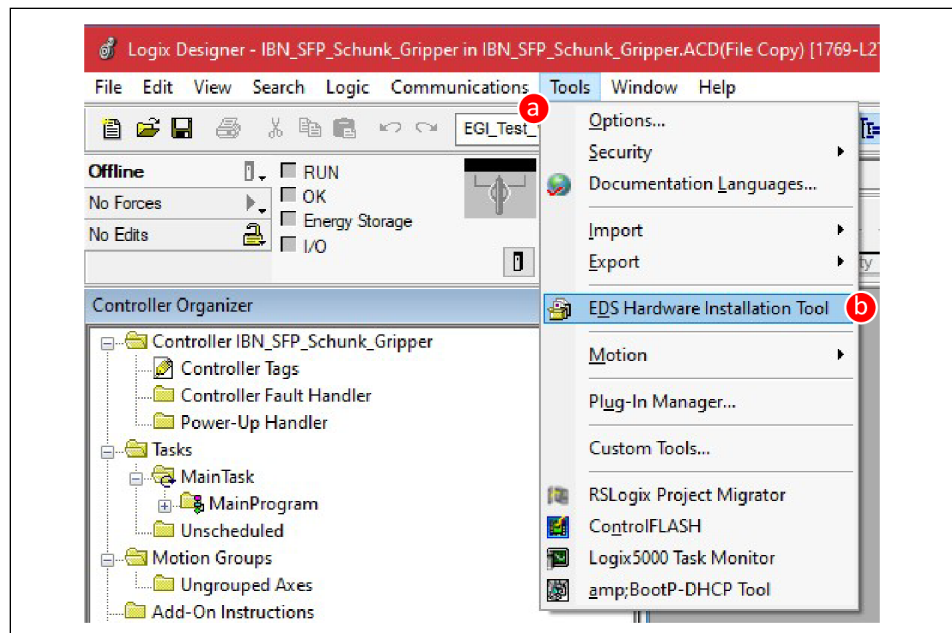 Logix Designer - IBN_SFP_Schunk_Gripper in IBN_SFP_Schunk_Gripper.ACD(File Copy) [1769-L2
File Edit View Search Logic Communications Tools Window Help
a
EGI_Test_
Offline
No Forces
No Edits
RUN
OK
Energy Storage
I/O
Options...
Security
Documentation Languages...
Import
Export
ty
EDS Hardware Installation Tool
b
Motion
Plug-In Manager...
Custom Tools...
RSLogix Project Migrator
ControlFLASH
Logix5000 Task Monitor
amp;BootP-DHCP Tool
Controller Organizer
Controller IBN_SFP_Schunk_Gripper
Controller Tags
Controller Fault Handler
Power-Up Handler
Tasks
MainTask
MainProgram
Unscheduled
Motion Groups
Ungrouped Axes
Add-On Instructions